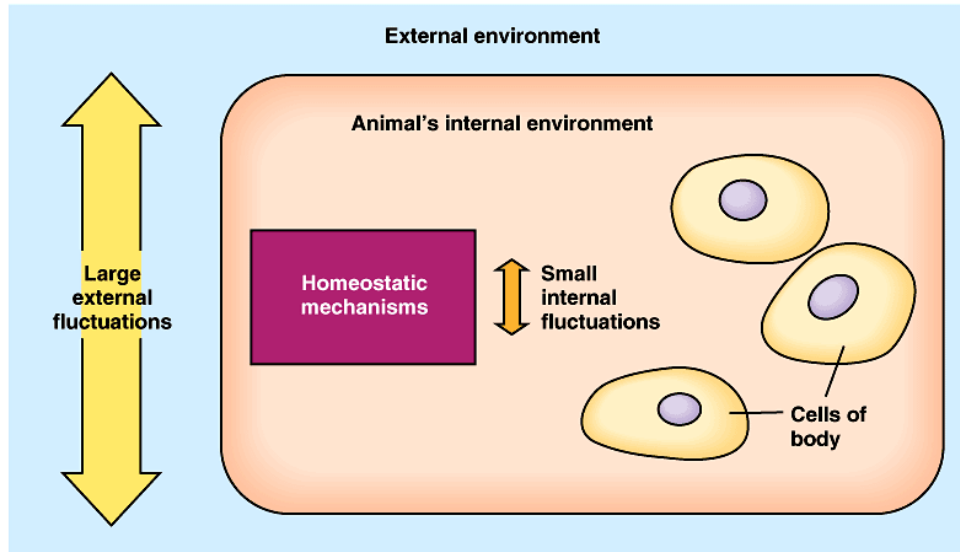 External environment
Animal's internal environment
Large
external
fluctuations
Homeostatic
mechanisms
Small
internal
fluctuations
Cells of
body